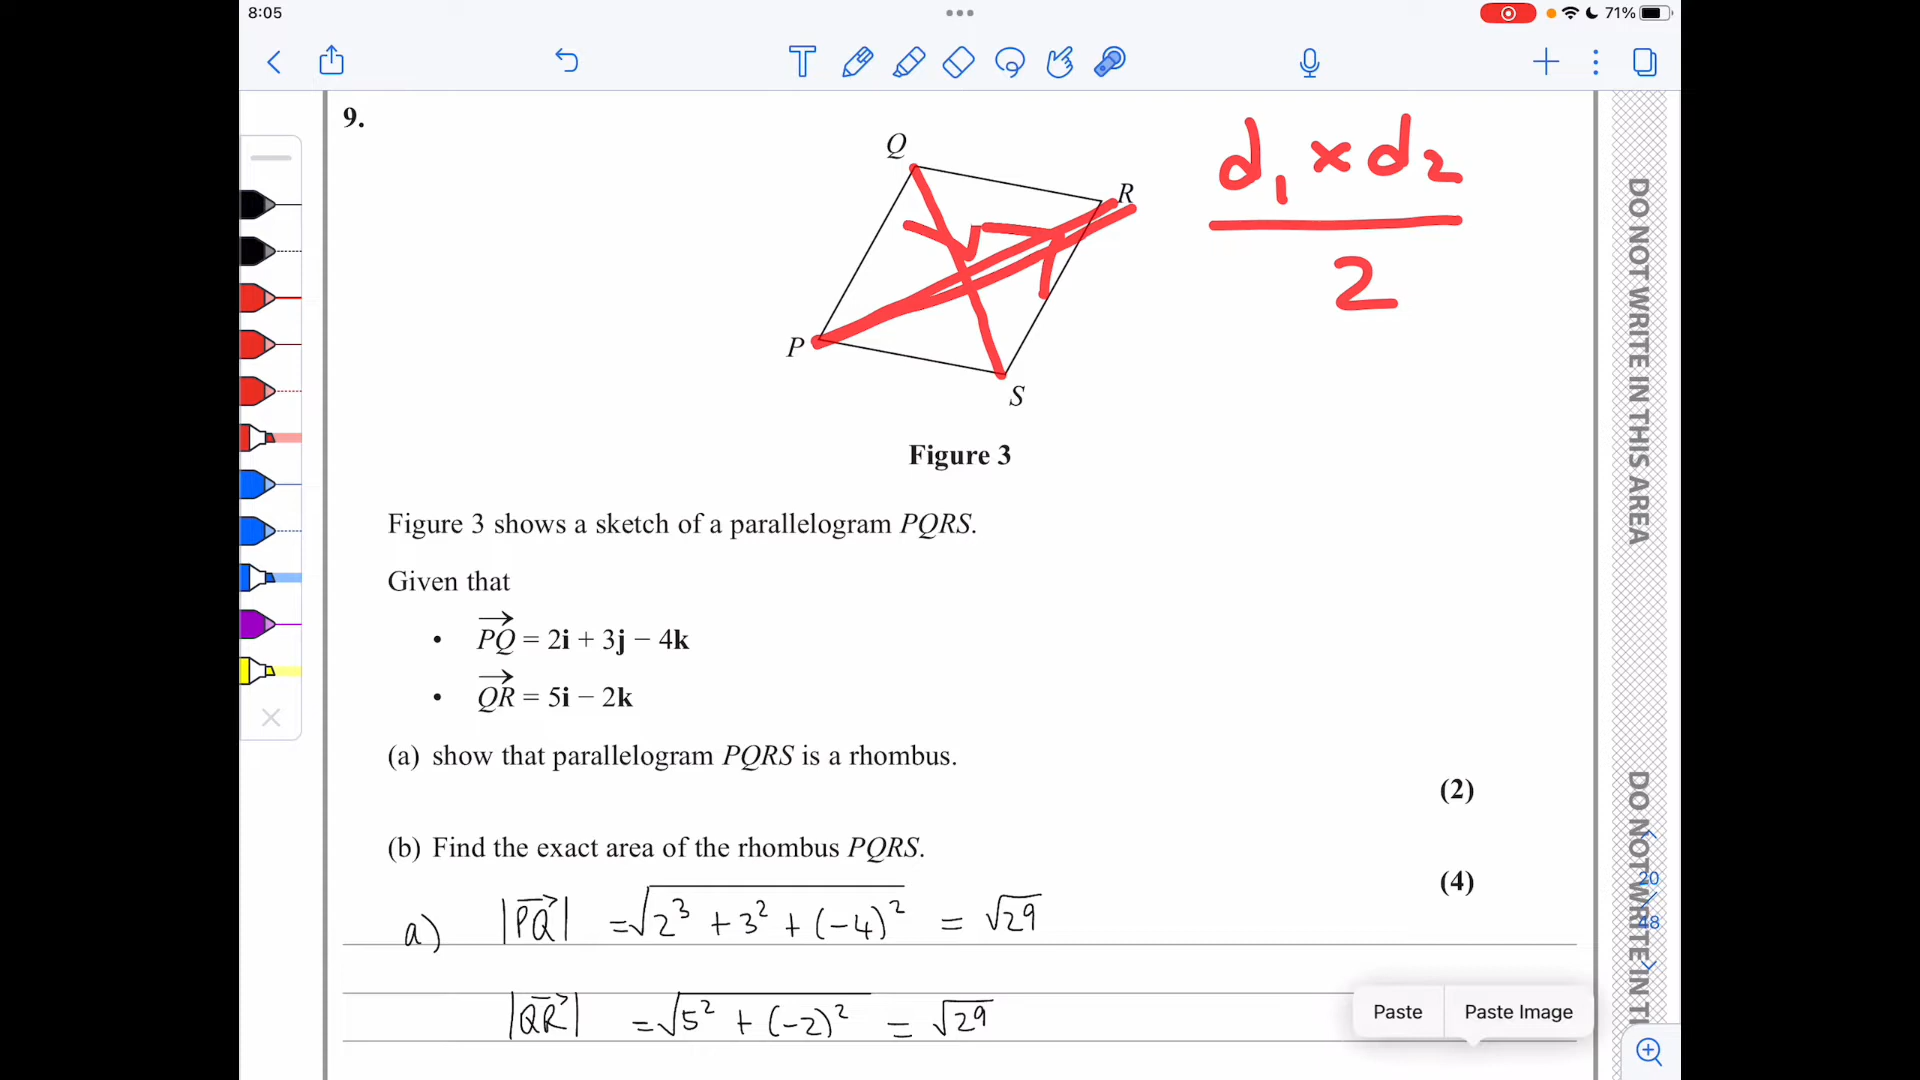 8:05
71%
T
9.
Q
R
P
S
d₁ × d₂
2
Figure 3
Figure 3 shows a sketch of a parallelogram PQRS.
Given that
• PQ = 2i + 3j − 4k
• QR = 5i − 2k
(a) show that parallelogram PQRS is a rhombus.
(2)
(b) Find the exact area of the rhombus PQRS.
(4)
a) |PQ| = √2³ + 3² + (−4)² = √29
|QR| = √5² + (−2)² = √29
DO NOT WRITE IN THIS AREA
DO NOT WRITE IN TI
20
48
Paste
Paste Image